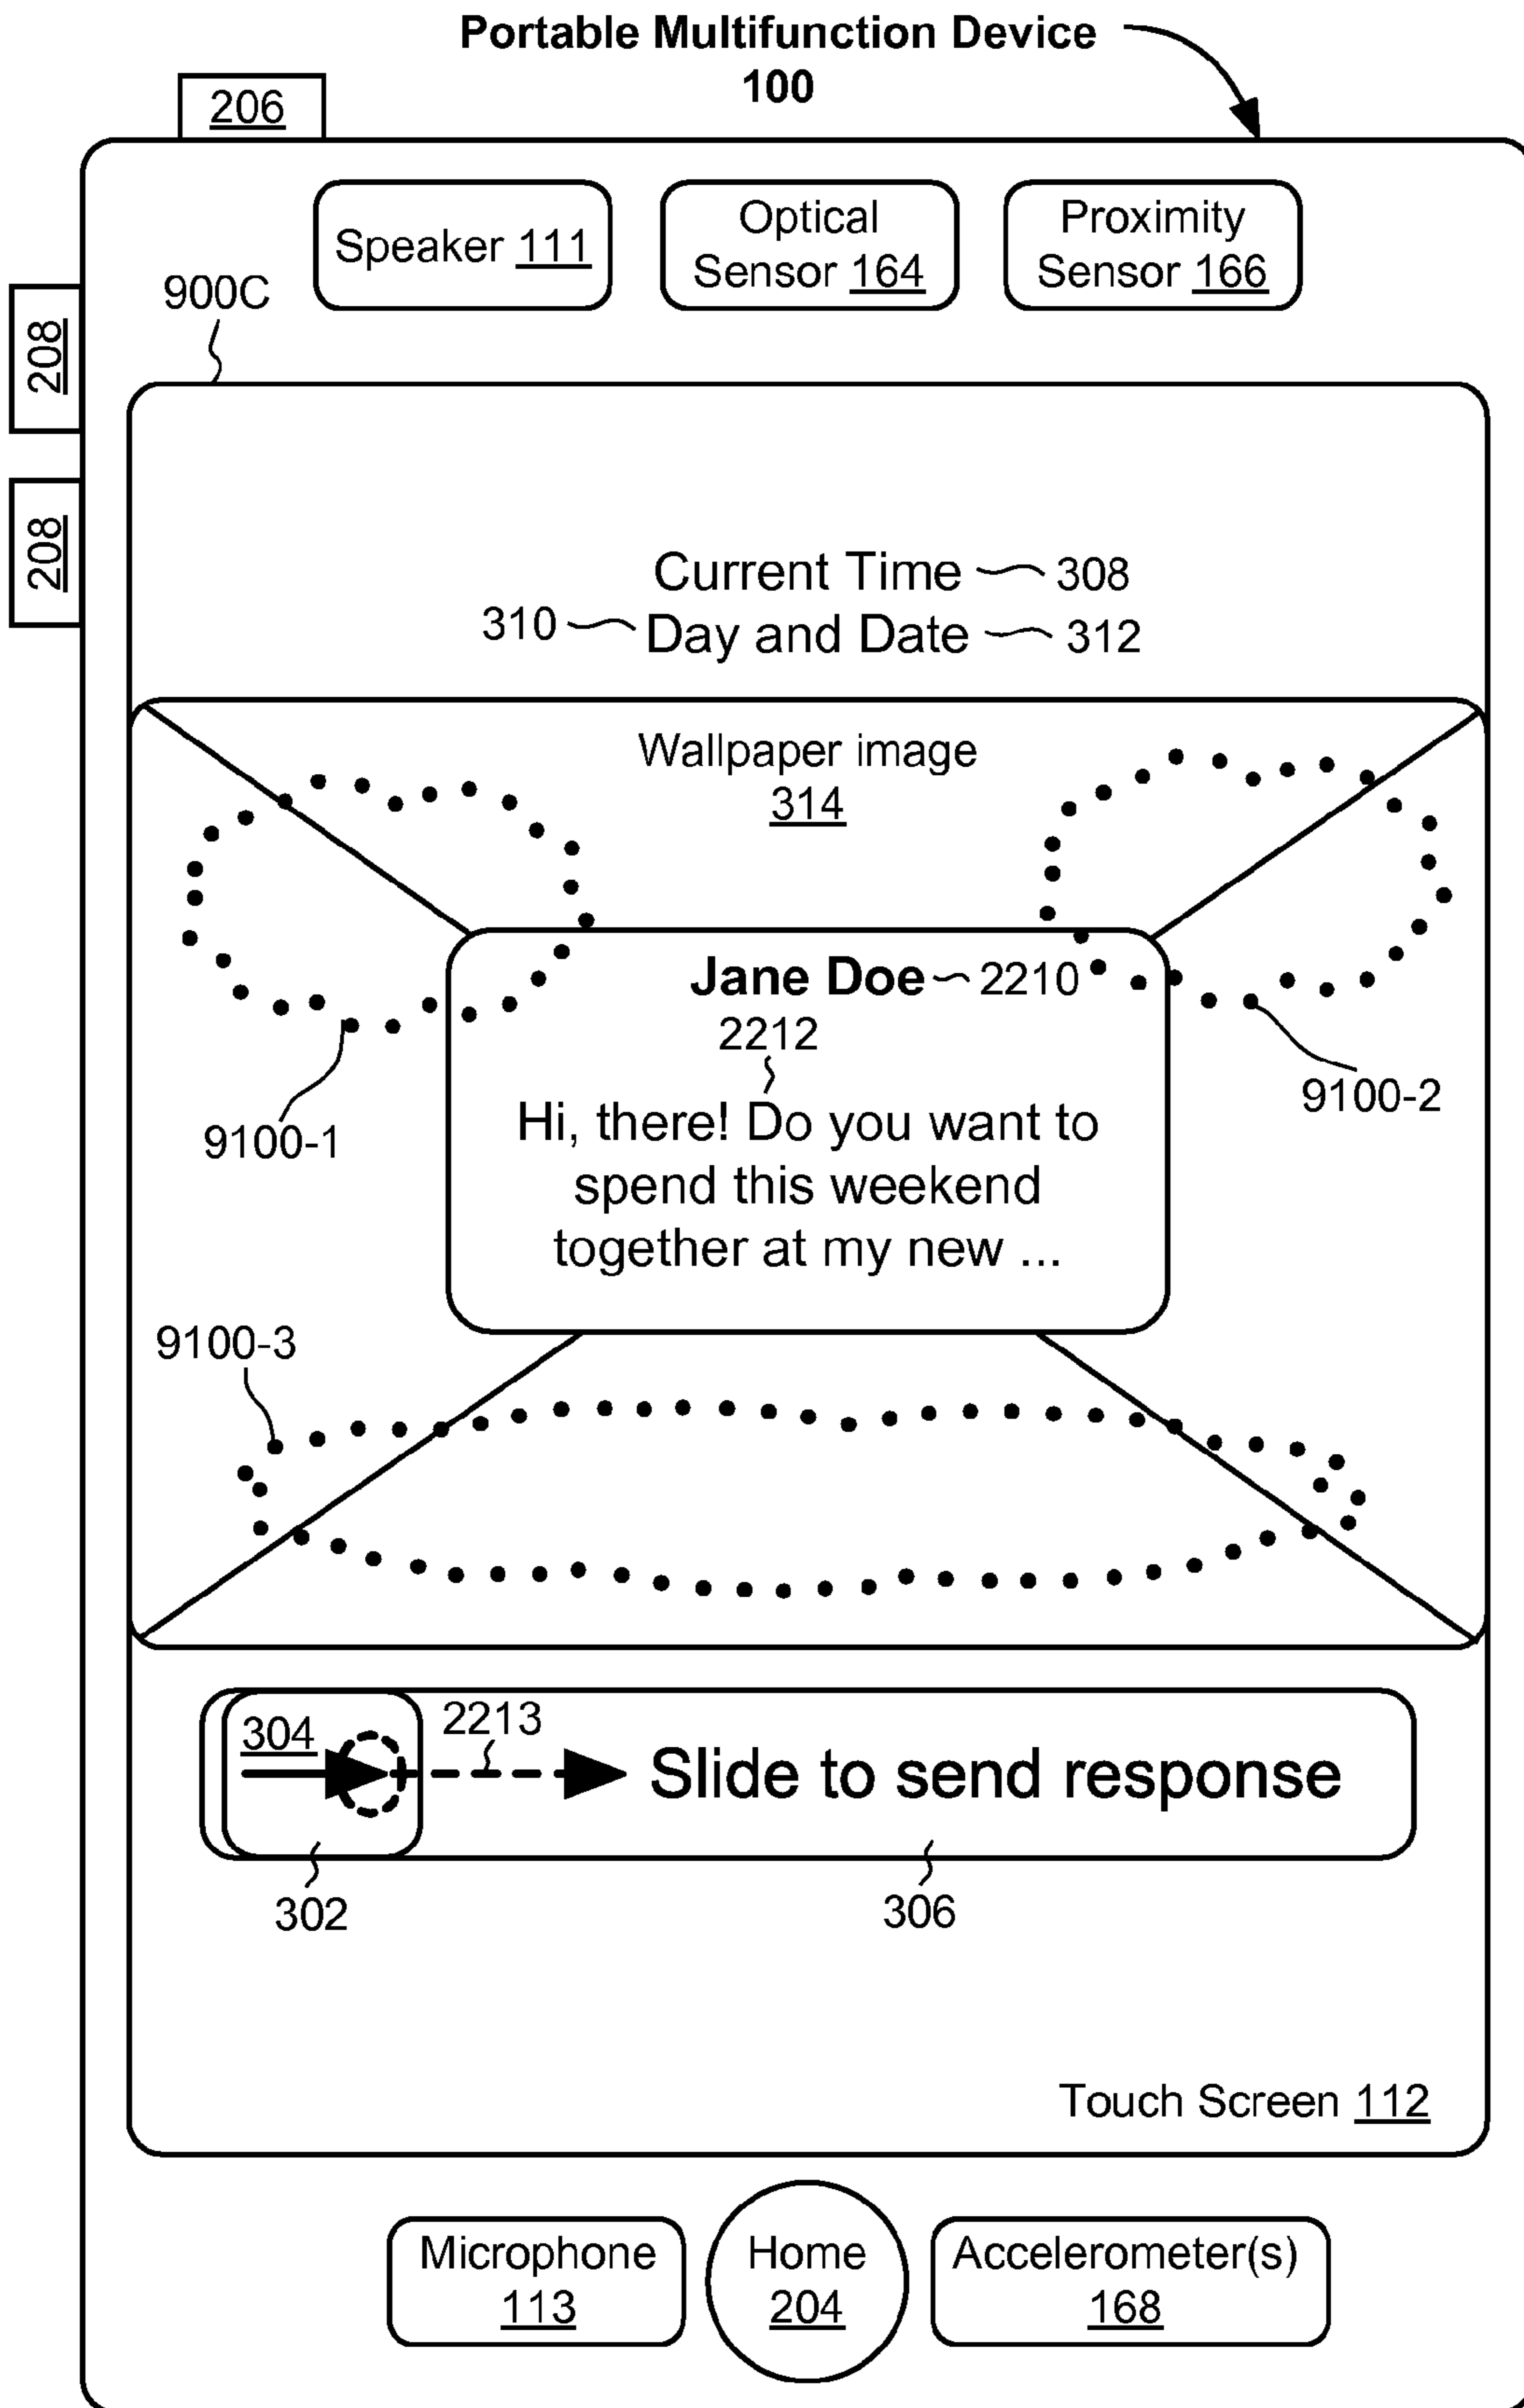 Portable Multifunction Device
100
206
Speaker 111
Optical
Sensor 164
Proximity
Sensor 166
900C
208
208
Current Time 308
310 Day and Date 312
Wallpaper image
314
Jane Doe 2210
2212
Hi, there! Do you want to
spend this weekend
together at my new ...
9100-1
9100-2
9100-3
304
2213
Slide to send response
302
306
Touch Screen 112
Microphone
113
Home
204
Accelerometer(s)
168